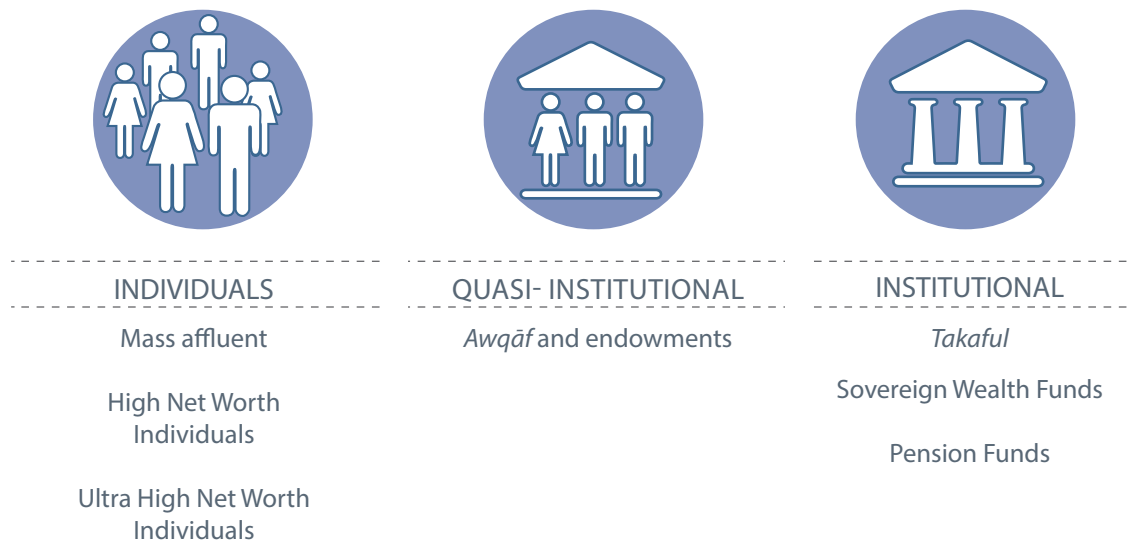 INDIVIDUALS
Mass affluent
High Net Worth
Individuals
Ultra High Net Worth
Individuals
QUASI- INSTITUTIONAL
Awqāf and endowments
INSTITUTIONAL
Takaful
Sovereign Wealth Funds
Pension Funds